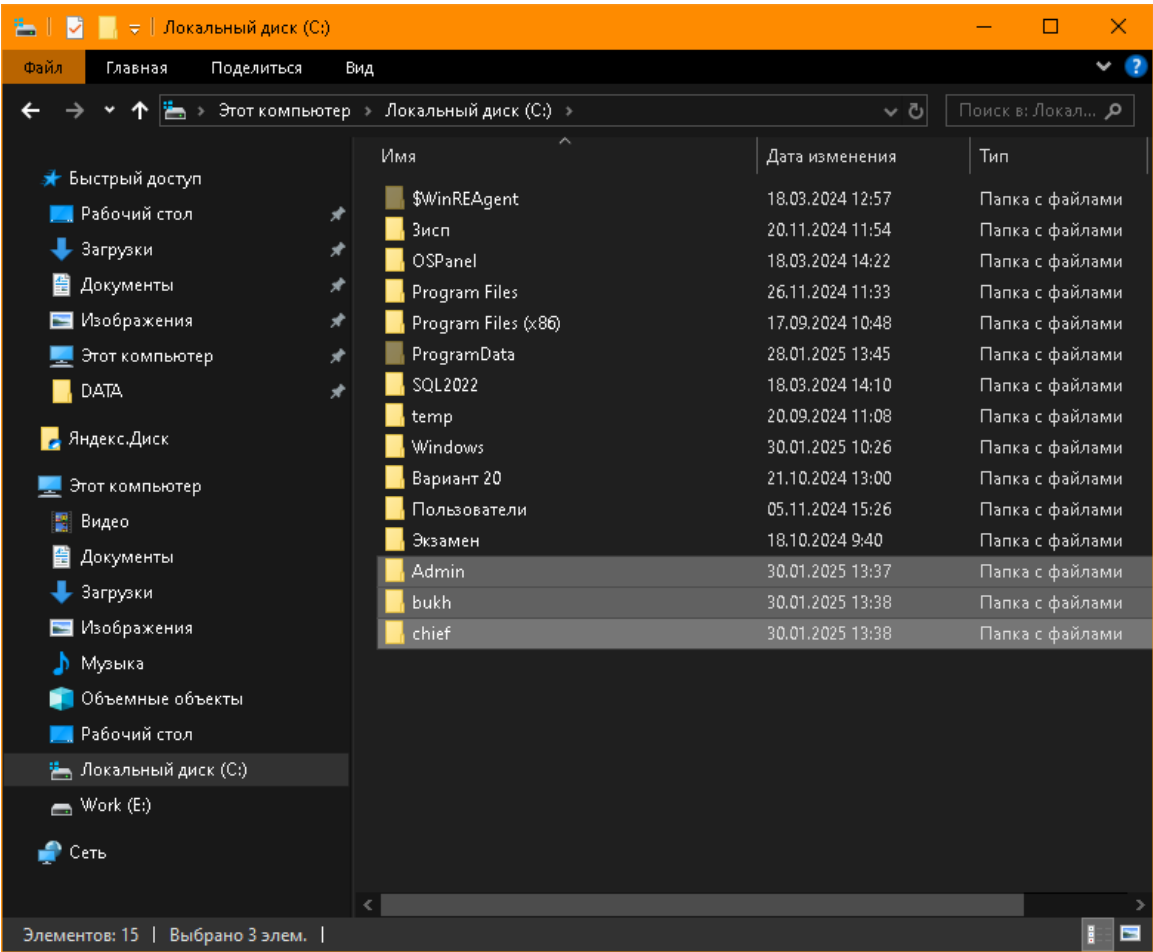 Локальный диск (C:)
Файл Главная Поделиться Вид
Этот компьютер Локальный диск (C:) Поиск в: Локал...
Имя Дата изменения Тип
Быстрый доступ
Рабочий стол
Загрузки
Документы
Изображения
Этот компьютер
DATA
Яндекс.Диск
Этот компьютер
Видео
Документы
Загрузки
Изображения
Музыка
Объемные объекты
Рабочий стол
Локальный диск (C:)
Work (E:)
Сеть
$WinREAgent 18.03.2024 12:57 Папка с файлами
3исп 20.11.2024 11:54 Папка с файлами
OSPanel 18.03.2024 14:22 Папка с файлами
Program Files 26.11.2024 11:33 Папка с файлами
Program Files (x86) 17.09.2024 10:48 Папка с файлами
ProgramData 28.01.2025 13:45 Папка с файлами
SQL2022 18.03.2024 14:10 Папка с файлами
temp 20.09.2024 11:08 Папка с файлами
Windows 30.01.2025 10:26 Папка с файлами
Вариант 20 21.10.2024 13:00 Папка с файлами
Пользователи 05.11.2024 15:26 Папка с файлами
Экзамен 18.10.2024 9:40 Папка с файлами
Admin 30.01.2025 13:37 Папка с файлами
bukh 30.01.2025 13:38 Папка с файлами
chief 30.01.2025 13:38 Папка с файлами
Элементов: 15 Выбрано 3 элем.